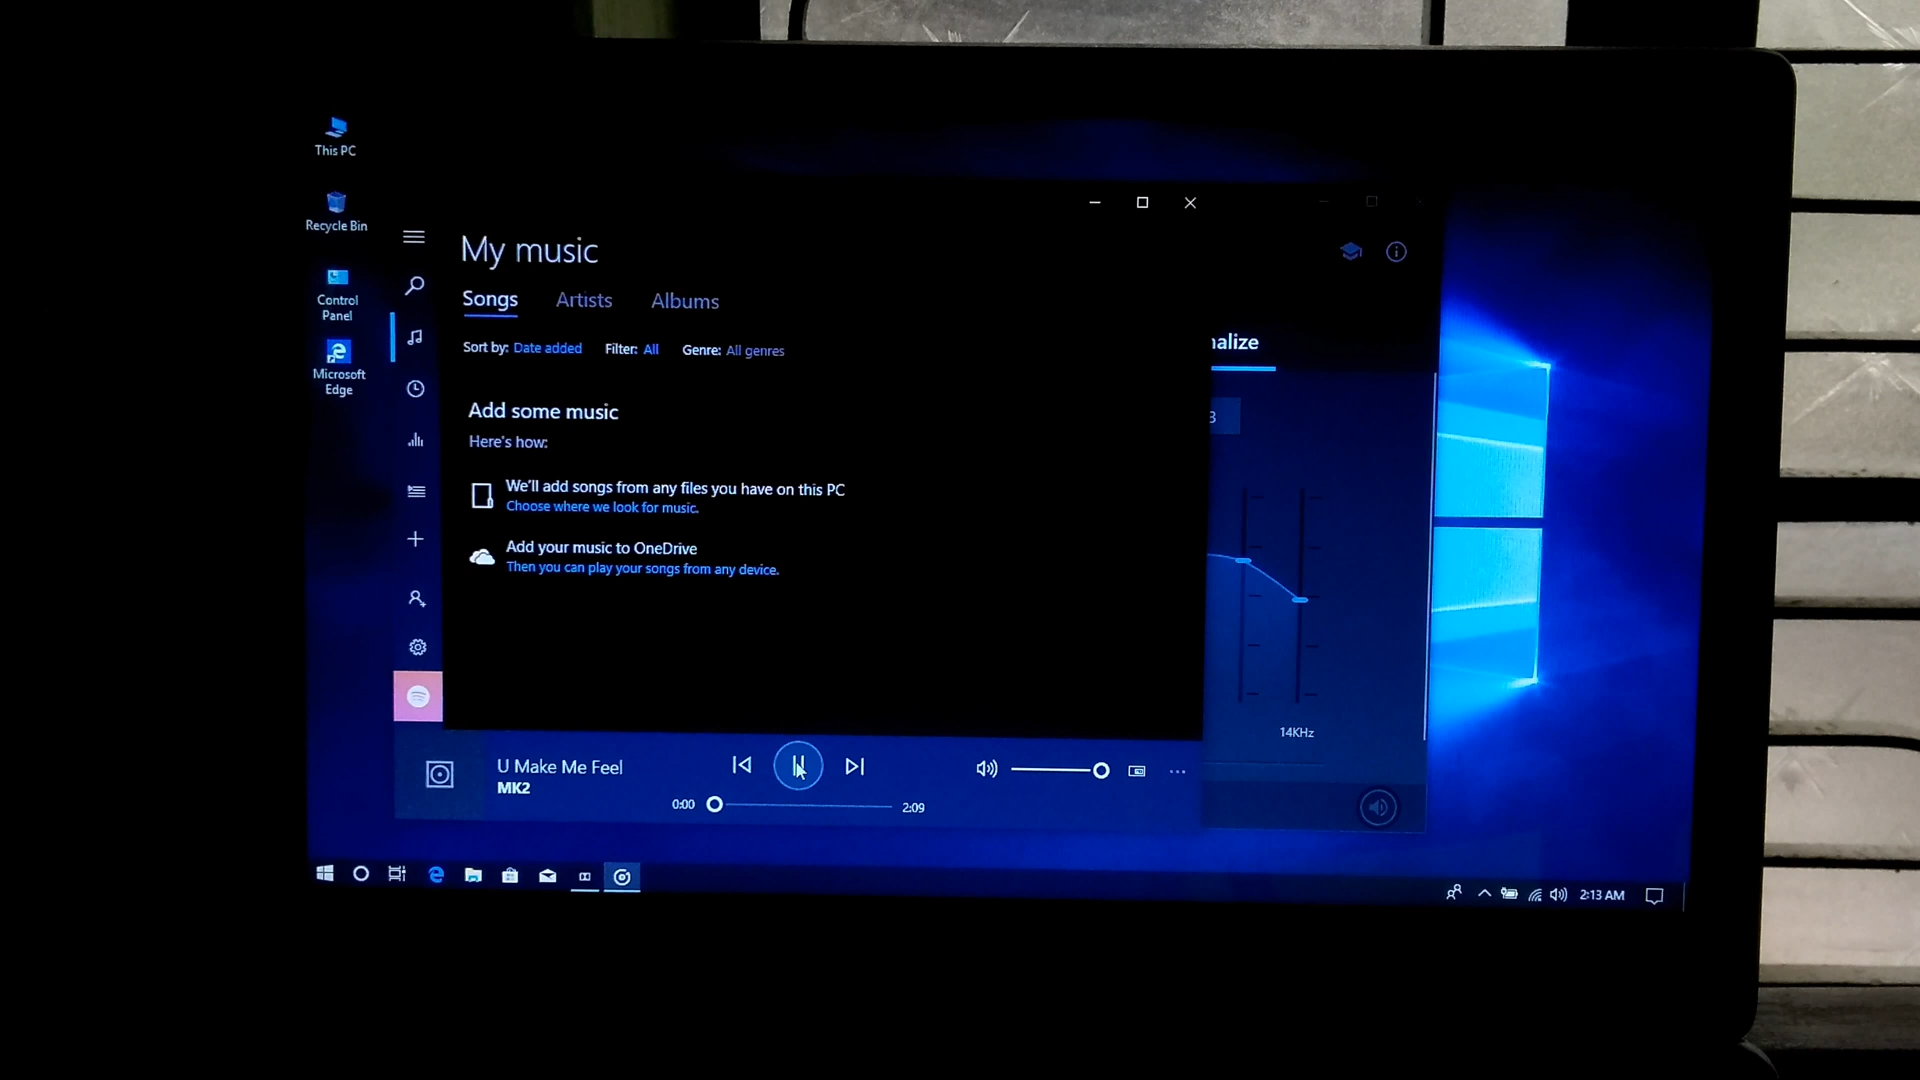 This PC
Recycle Bin
Control
Panel
Microsoft
Edge
My music
Songs Artists Albums
Sort by: Date added Filter: All Genre: All genres
Add some music
Here's how:
We'll add songs from any files you have on this PC
Choose where we look for music.
Add your music to OneDrive
Then you can play your songs from any device.
nalize
3
14KHz
U Make Me Feel
MK2
0:00 2:09
2:13 AM